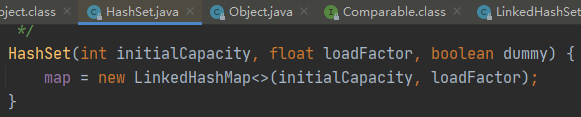 bject.class HashSet.java Object.java Comparable.class LinkedHashSet
*/
HashSet(int initialCapacity, float loadFactor, boolean dummy) {
map = new LinkedHashMap<>(initialCapacity, loadFactor);
}